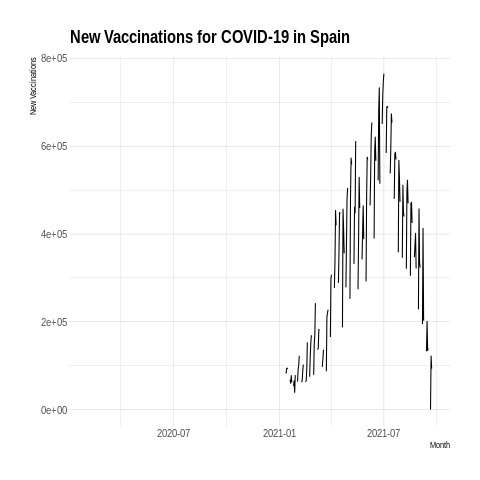 New Vaccinations for COVID-19 in Spain
New Vaccinations
8e+05
6e+05
4e+05
2e+05
0e+00
2020-07
2021-01
2021-07
Month